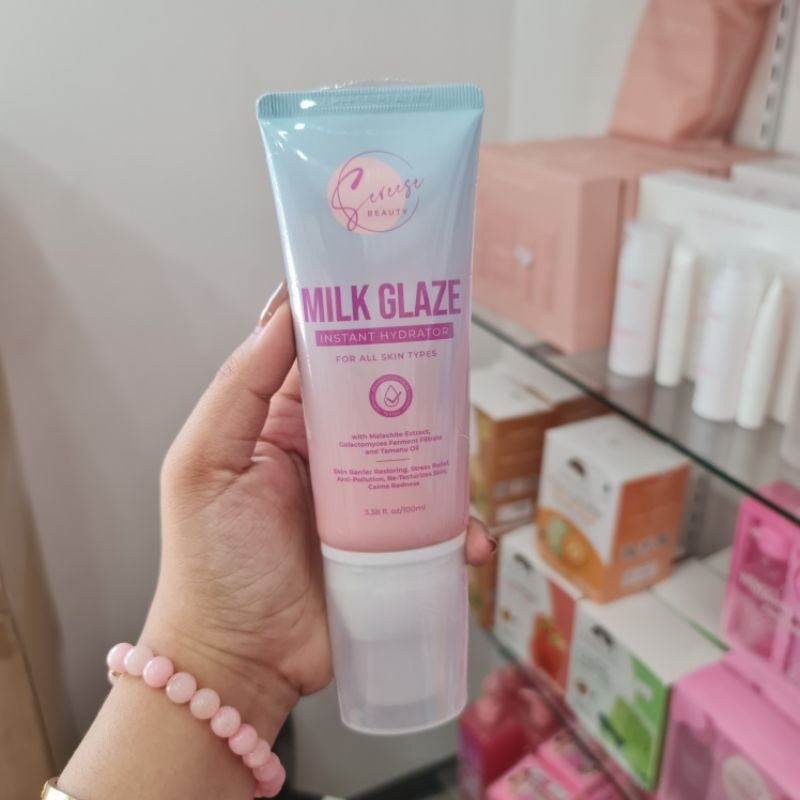 Sereese
BEAUTY
MILK GLAZE
INSTANT HYDRATOR
FOR ALL SKIN TYPES
with Malachite Extract,
Galactomyces Ferment Filtrate
and Tamanu Oil
Skin Barrier Restoring, Stress Relief,
Anti-Pollution, Re-Texturizes Skin,
Calms Redness
3.38 fl. oz/100ml